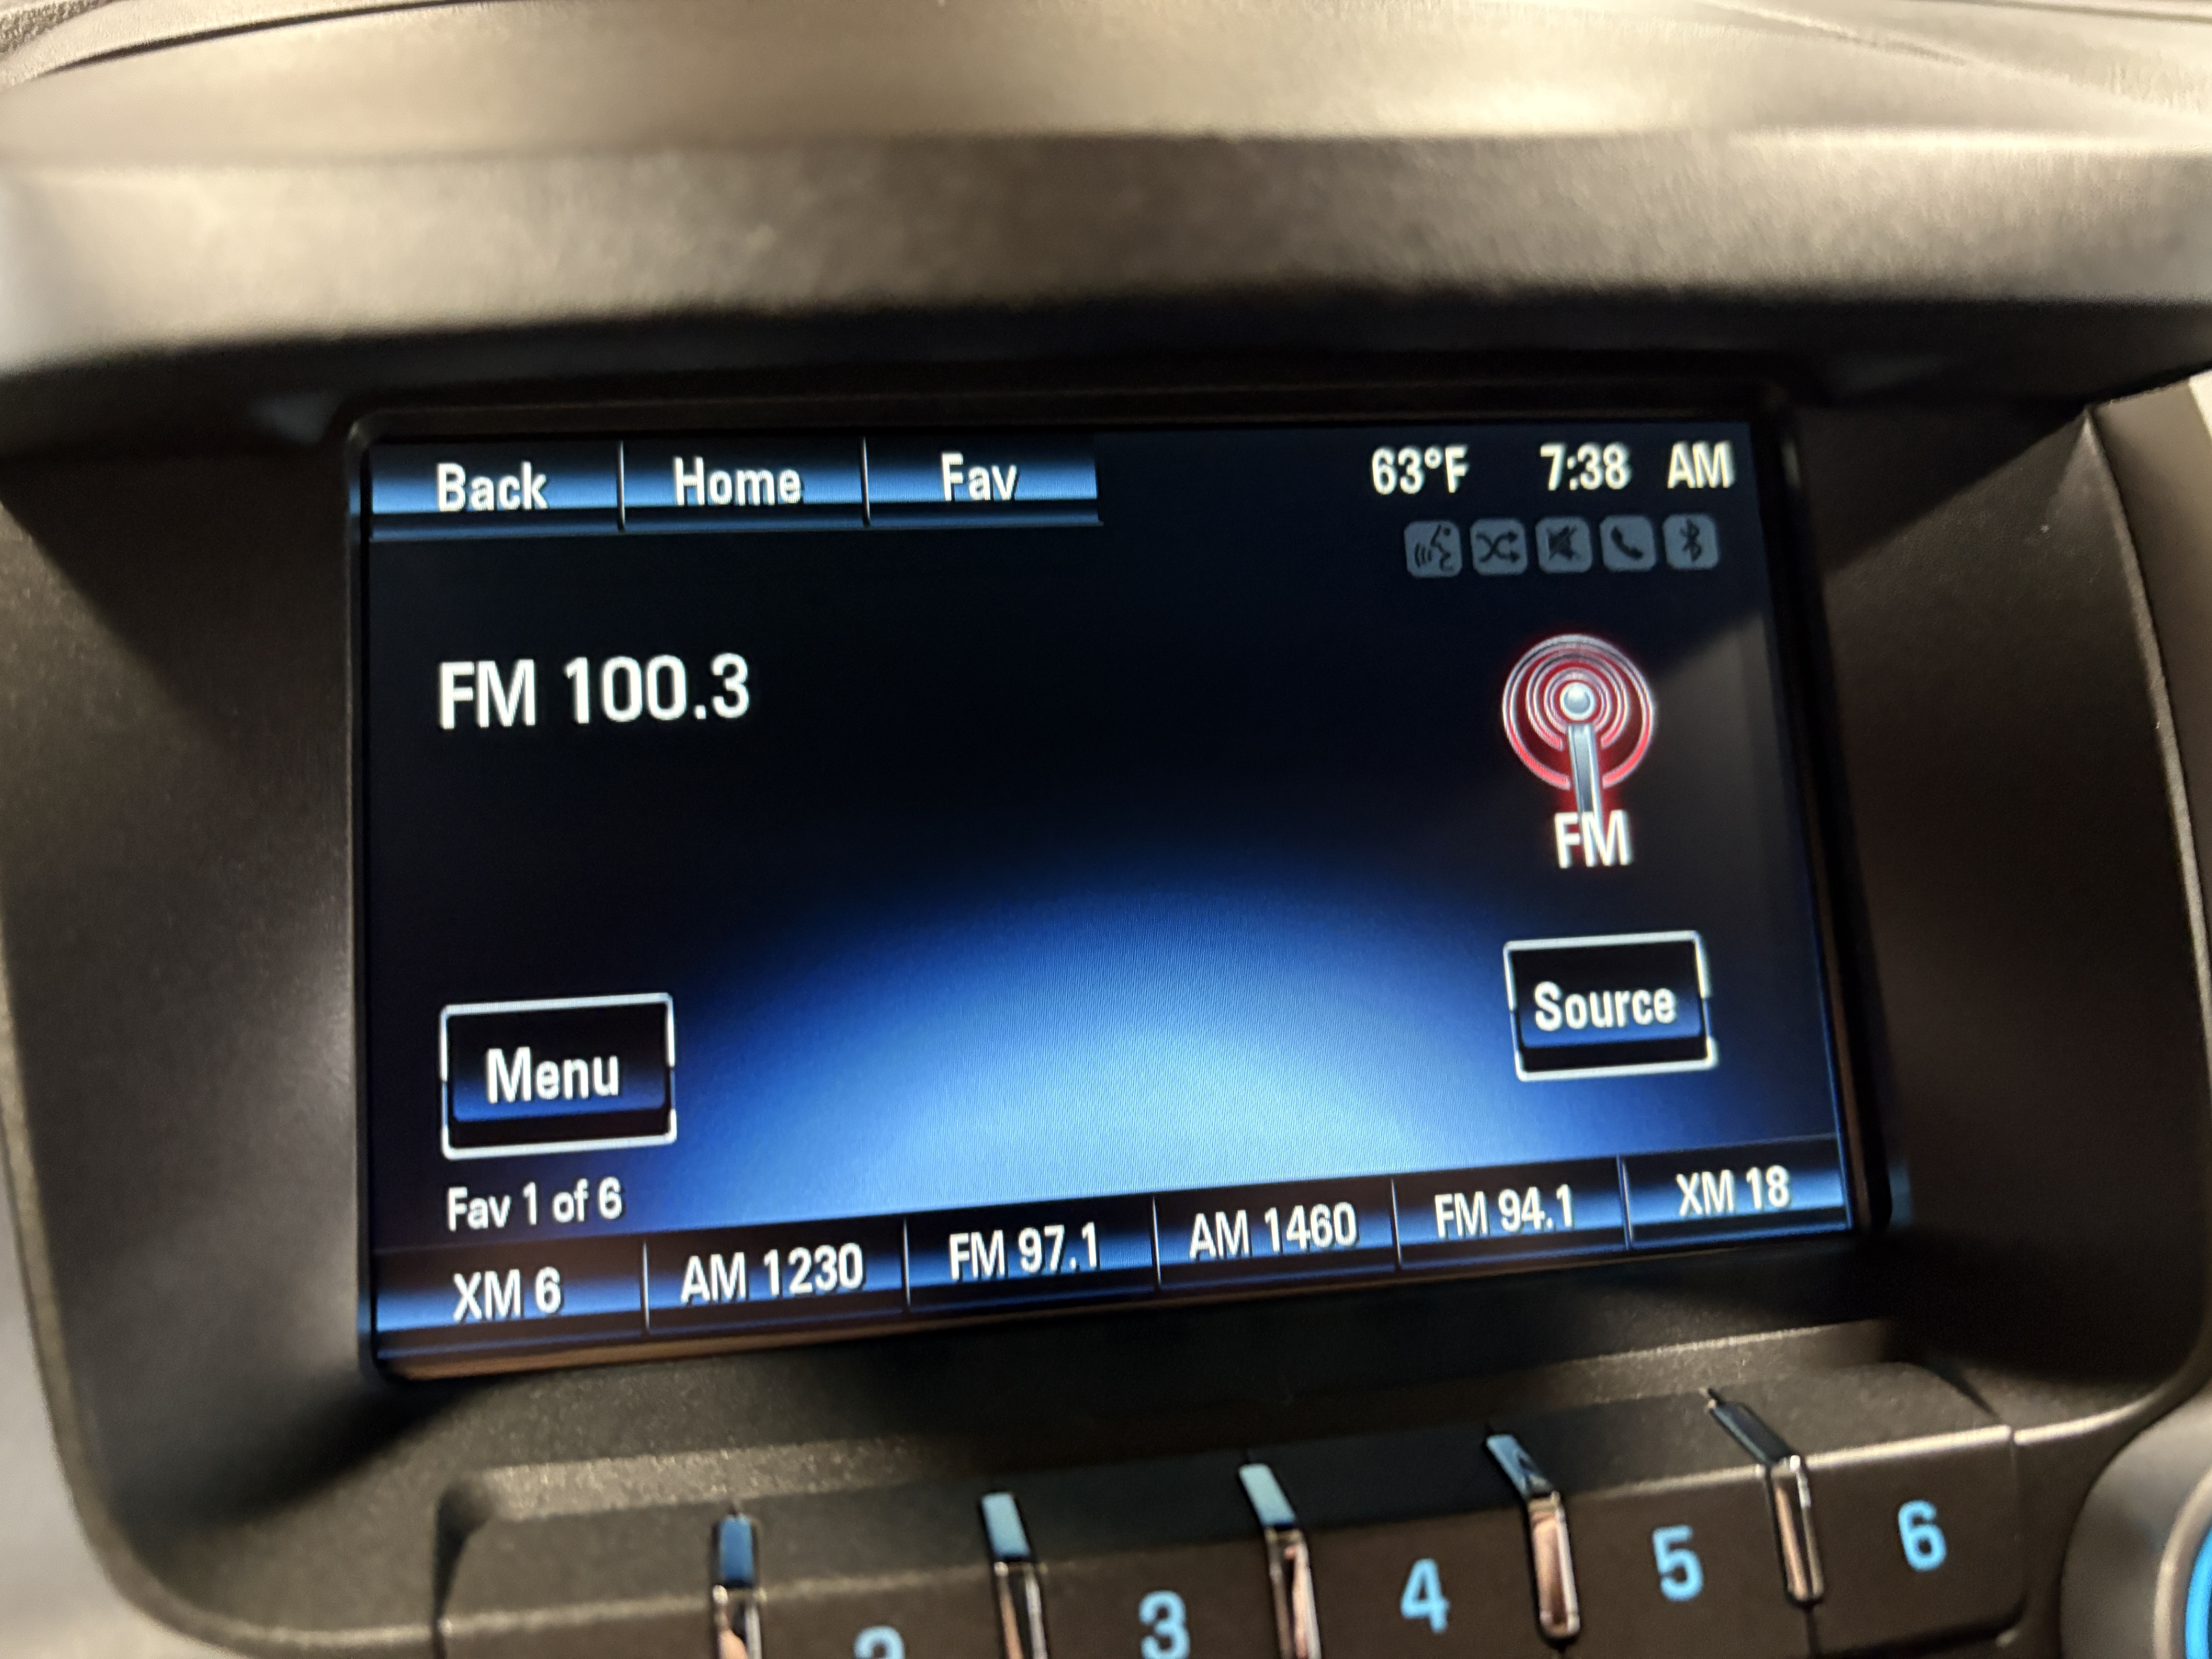 Back Home Fav 63°F 7:38 AM
FM 100.3
FM
Source
Menu
Fav 1 of 6
XM 6 AM 1230 FM 97.1 AM 1460 FM 94.1 XM 18
2 3 4 5 6